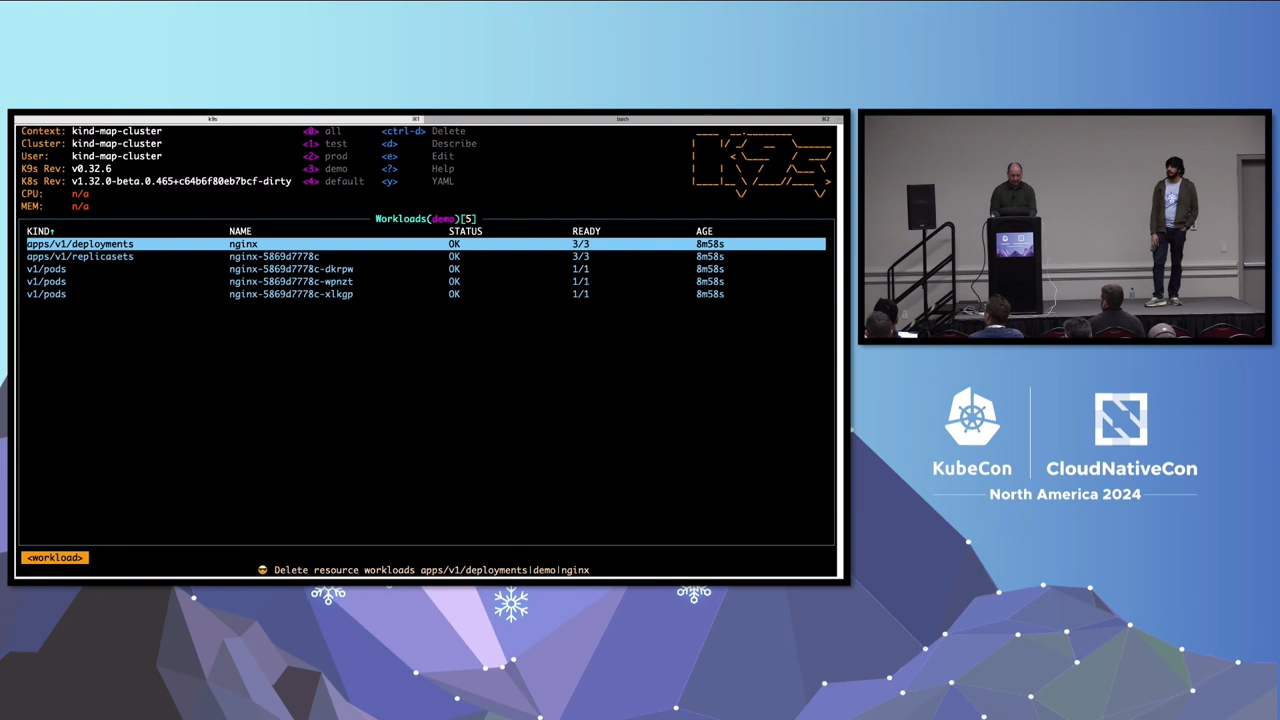 k9s ⌘1 bash ⌘2
Context: kind-map-cluster <0> all <ctrl-d> Delete
Cluster: kind-map-cluster <1> test <d> Describe
User: kind-map-cluster <2> prod <e> Edit
K9s Rev: v0.32.6 <3> demo <?> Help
K8s Rev: v1.32.0-beta.0.465+c64b6f80eb7bcf-dirty <4> default <y> YAML
CPU: n/a
MEM: n/a
Workloads(demo)[5]
KIND↑ NAME STATUS READY AGE
apps/v1/deployments nginx OK 3/3 8m58s
apps/v1/replicasets nginx-5869d7778c OK 3/3 8m58s
v1/pods nginx-5869d7778c-dkrpw OK 1/1 8m58s
v1/pods nginx-5869d7778c-wpnzt OK 1/1 8m58s
v1/pods nginx-5869d7778c-xlkgp OK 1/1 8m58s
<workload>
😎 Delete resource workloads apps/v1/deployments|demo|nginx
KubeCon
CloudNativeCon
North America 2024